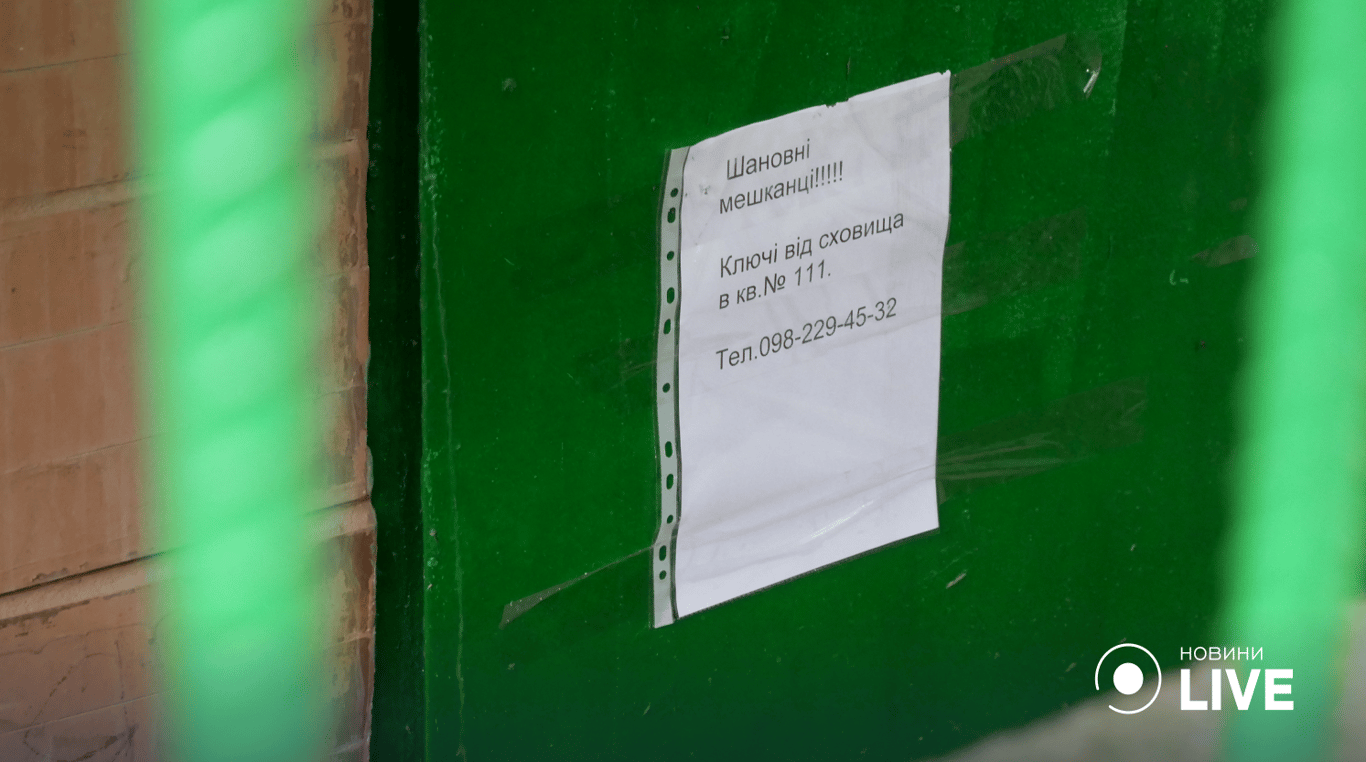 Шановні
мешканці!!!!!
Ключі від сховища
в кв.№ 111.
Тел.098-229-45-32
НОВИНИ
LIVE